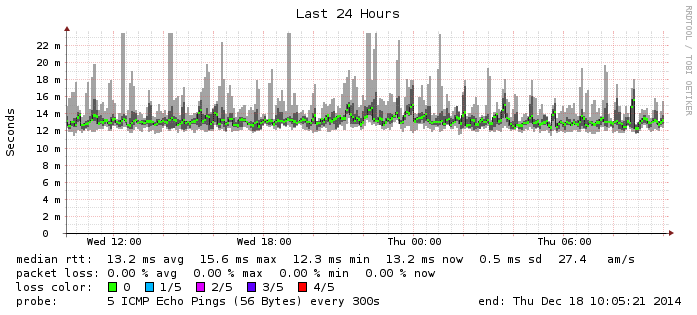 Last 24 Hours
RRDTOOL / TOBI OETIKER
Seconds
22 m
20 m
18 m
16 m
14 m
12 m
10 m
8 m
6 m
4 m
2 m
0
Wed 12:00 Wed 18:00 Thu 00:00 Thu 06:00
median rtt: 13.2 ms avg 15.6 ms max 12.3 ms min 13.2 ms now 0.5 ms sd 27.4 am/s
packet loss: 0.00 % avg 0.00 % max 0.00 % min 0.00 % now
loss color: 0 1/5 2/5 3/5 4/5
probe: 5 ICMP Echo Pings (56 Bytes) every 300s end: Thu Dec 18 10:05:21 2014